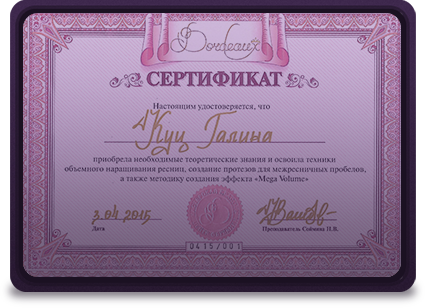 Bordeaux
СЕРТИФИКАТ
Настоящим удостоверяется, что
Куц Галина
приобрела необходимые теоретические знания и освоила техники
объемного наращивания ресниц, создание протезов для межресничных пробелов,
а также методику создания эффекта «Mega Volume»
3.04 2015
Дата
Преподаватель Соймина Н.В.
0415/001